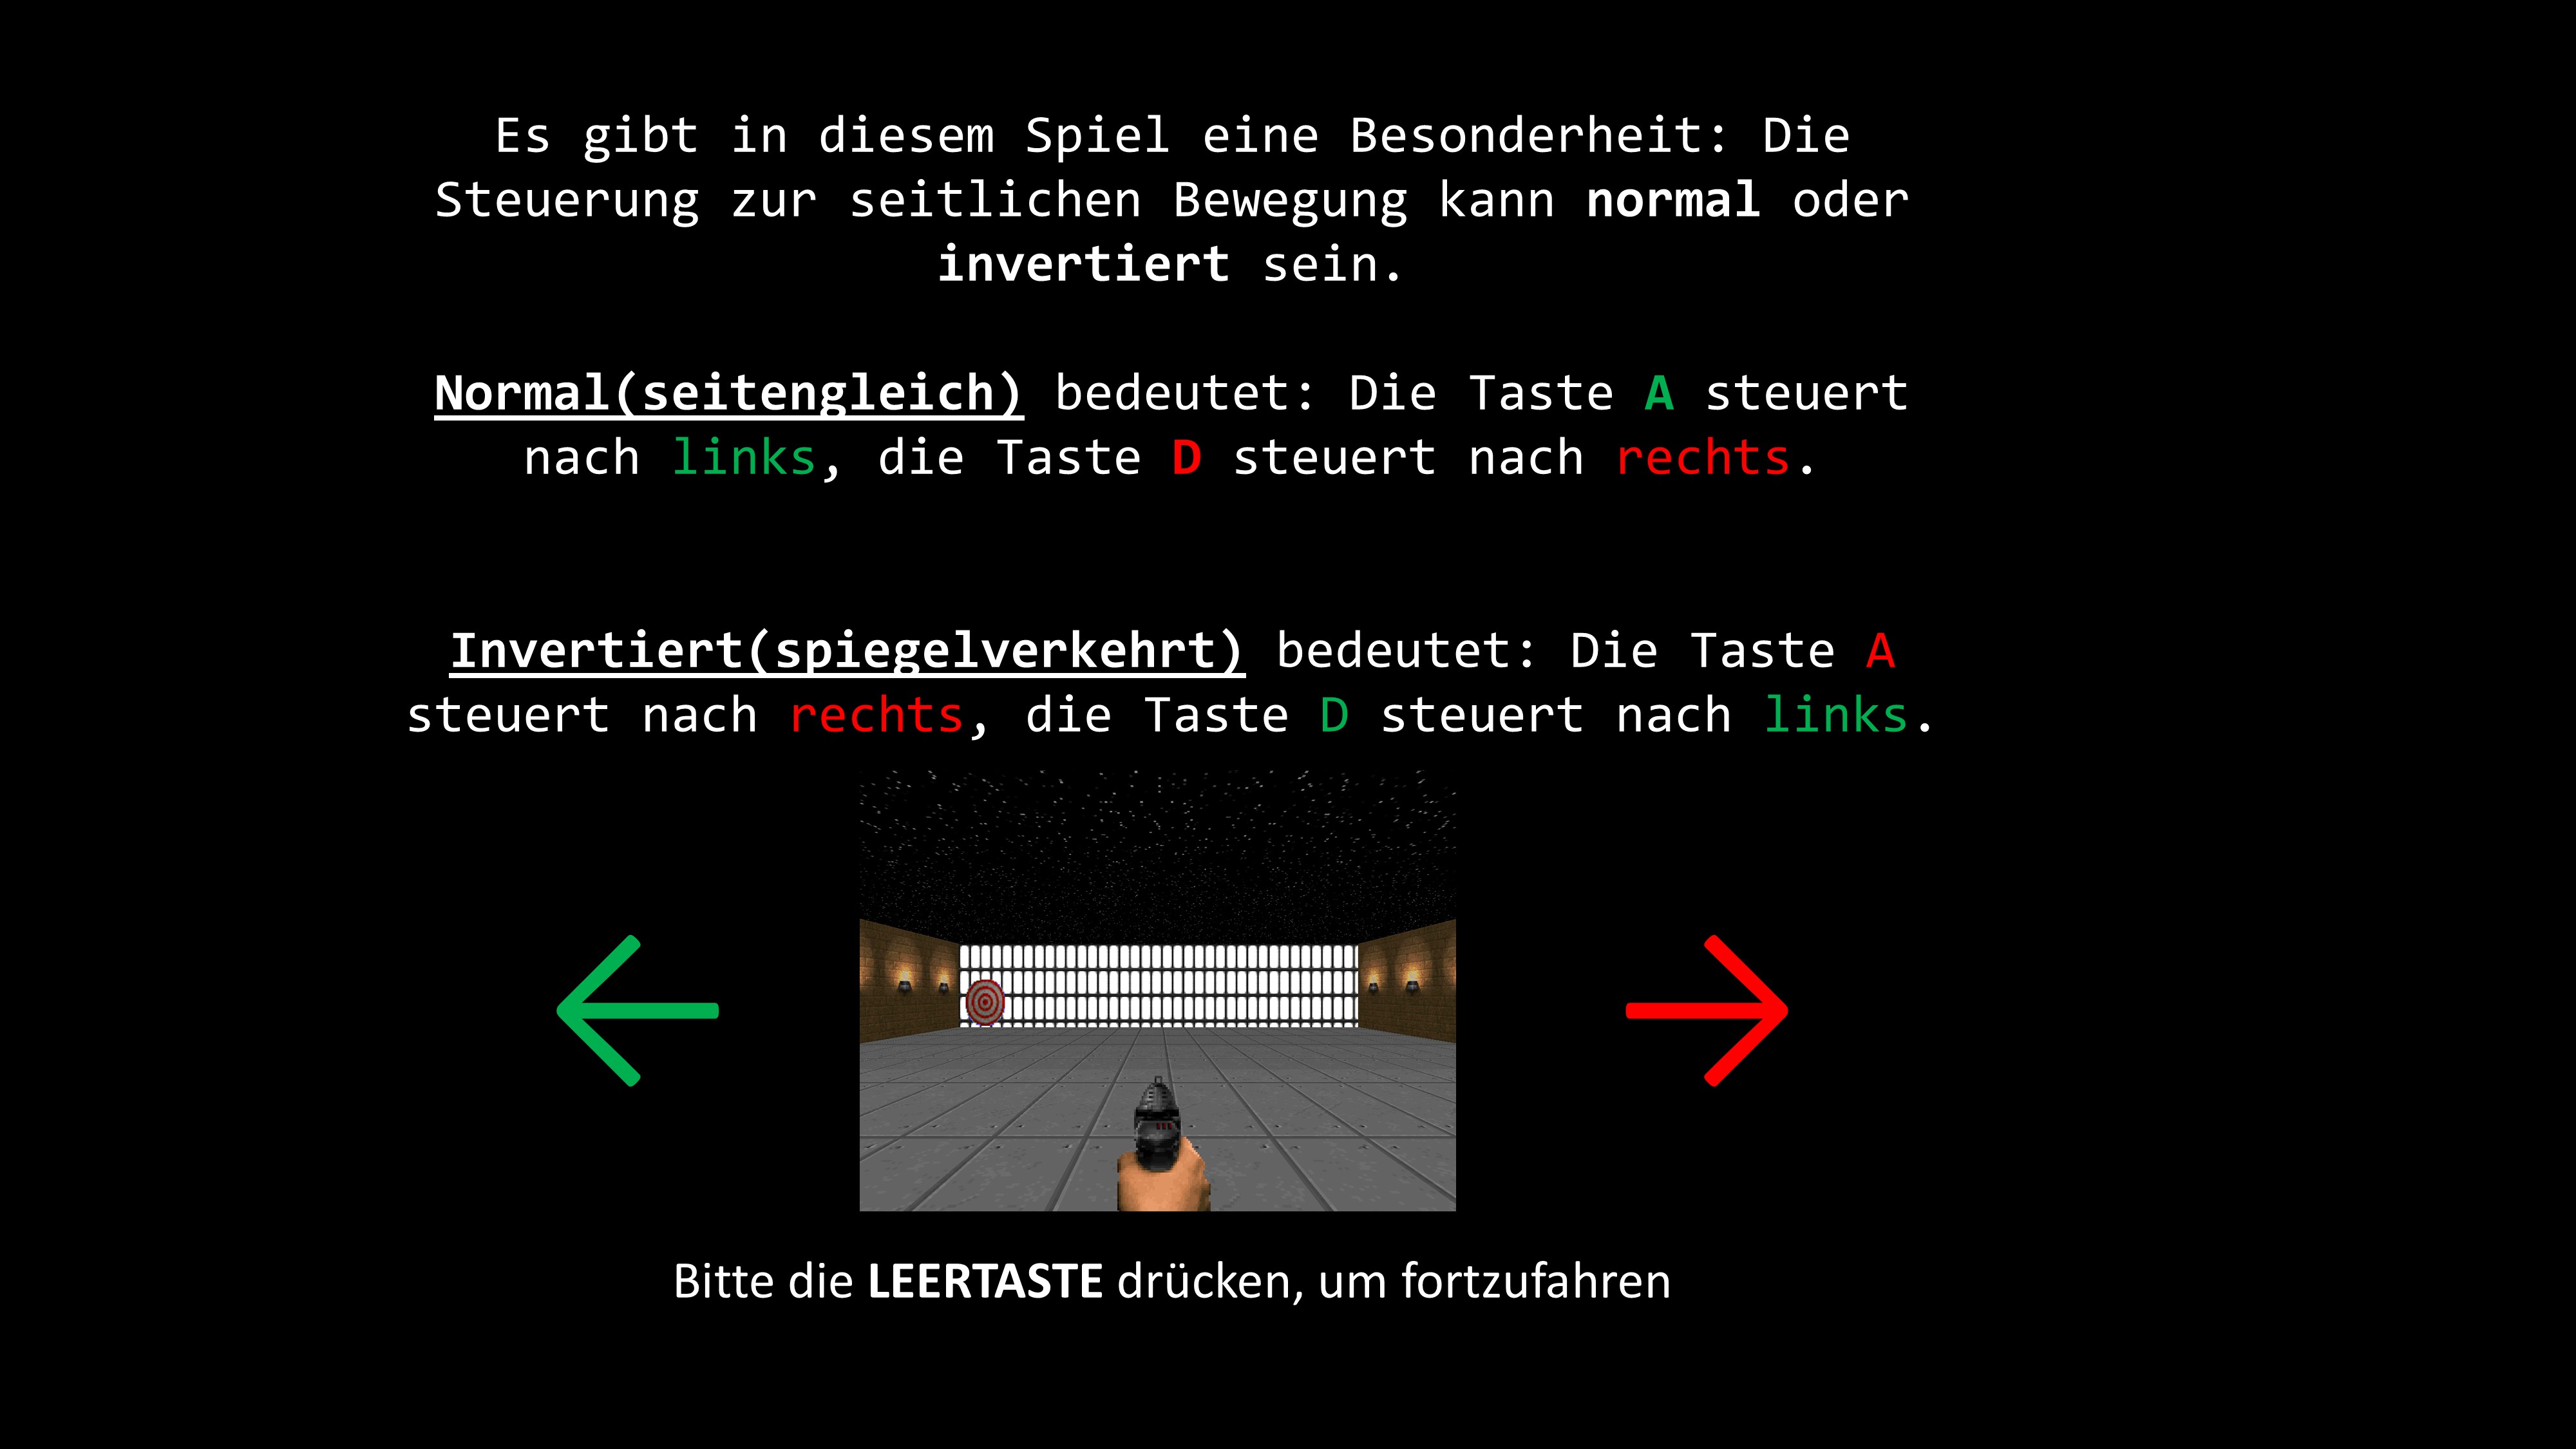 Es gibt in diesem Spiel eine Besonderheit: Die
Steuerung zur seitlichen Bewegung kann normal oder
invertiert sein.
Normal(seitengleich) bedeutet: Die Taste A steuert
nach links, die Taste D steuert nach rechts.
Invertiert(spiegelverkehrt) bedeutet: Die Taste A
steuert nach rechts, die Taste D steuert nach links.
Bitte die LEERTASTE drücken, um fortzufahren